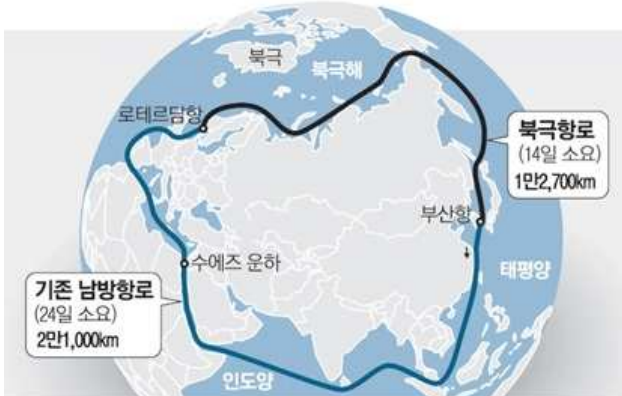 북극
북극해
로테르담항
북극항로
(14일 소요)
1만2,700km
부산항
수에즈 운하
태평양
기존 남방항로
(24일 소요)
2만1,000km
인도양